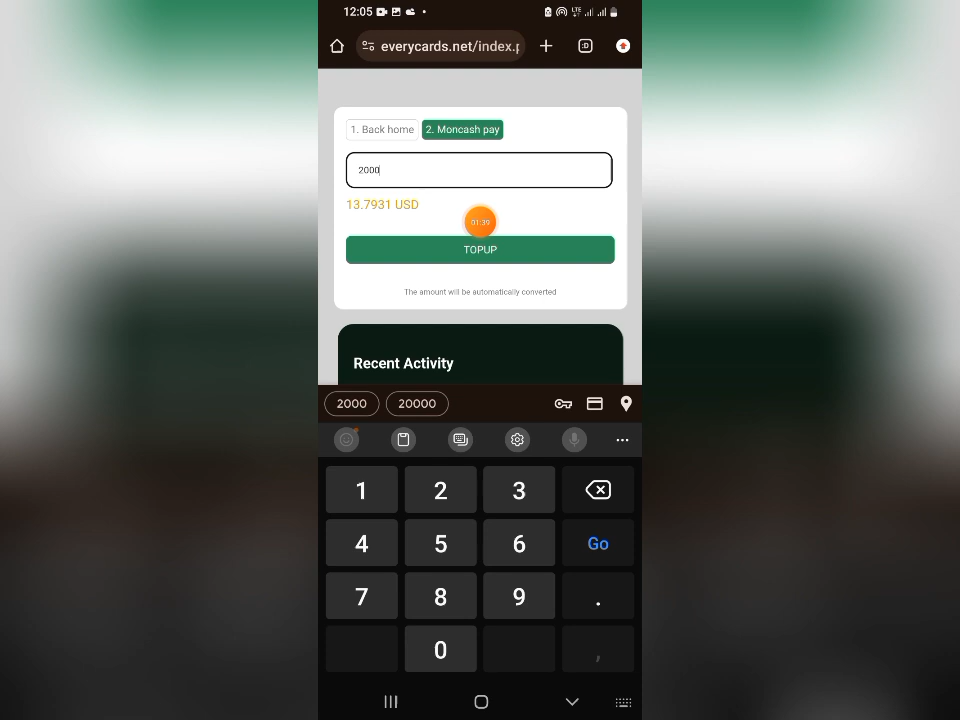 12:05
LTE
everycards.net/index.p
:D
1. Back home
2. Moncash pay
2000
13.7931 USD
01:39
TOPUP
The amount will be automatically converted
Recent Activity
2000
20000
1 2 3
4 5 6 Go
7 8 9 .
0 ,